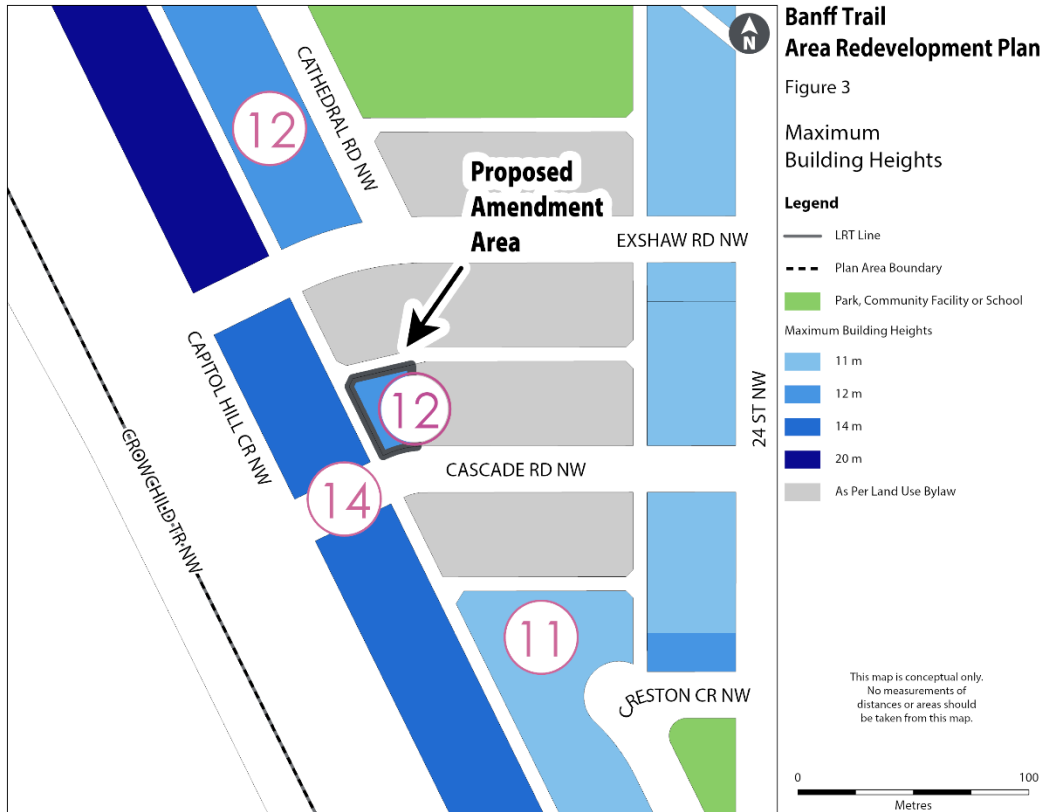 Banff Trail
Area Redevelopment Plan
Figure 3
Maximum
Building Heights
Legend
LRT Line
Plan Area Boundary
Park, Community Facility or School
Maximum Building Heights
11 m
12 m
14 m
20 m
As Per Land Use Bylaw
This map is conceptual only.
No measurements of
distances or areas should
be taken from this map.
0 100
Metres
N
12
CATHEDRAL RD NW
Proposed
Amendment
Area
EXSHAW RD NW
CAPITOL HILL CR NW
12
24 ST NW
CASCADE RD NW
14
CROWCHILD TR NW
11
CRESTON CR NW